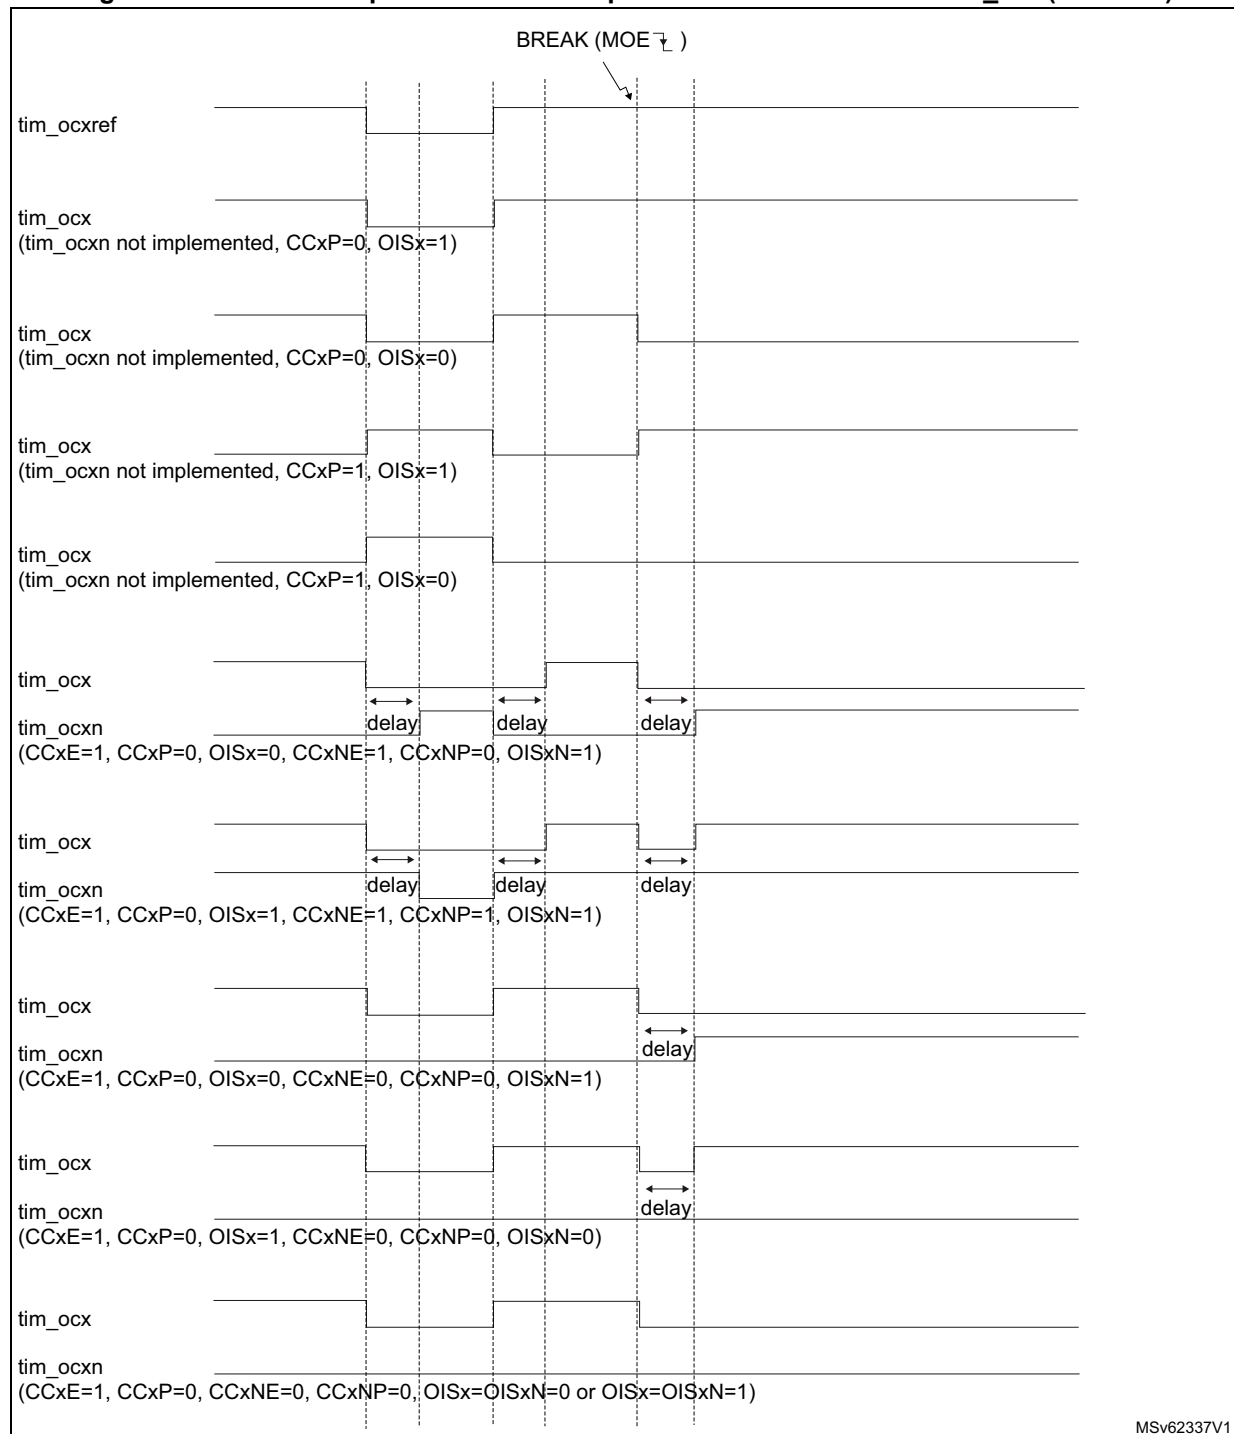 BREAK (MOE )
tim_ocxref
tim_ocx
(tim_ocxn not implemented, CCxP=0, OISx=1)
tim_ocx
(tim_ocxn not implemented, CCxP=0, OISx=0)
tim_ocx
(tim_ocxn not implemented, CCxP=1, OISx=1)
tim_ocx
(tim_ocxn not implemented, CCxP=1, OISx=0)
tim_ocx
tim_ocxn delay delay delay
(CCxE=1, CCxP=0, OISx=0, CCxNE=1, CCxNP=0, OISxN=1)
tim_ocx
tim_ocxn delay delay delay
(CCxE=1, CCxP=0, OISx=1, CCxNE=1, CCxNP=1, OISxN=1)
tim_ocx
tim_ocxn delay
(CCxE=1, CCxP=0, OISx=0, CCxNE=0, CCxNP=0, OISxN=1)
tim_ocx
tim_ocxn delay
(CCxE=1, CCxP=0, OISx=1, CCxNE=0, CCxNP=0, OISxN=0)
tim_ocx
tim_ocxn
(CCxE=1, CCxP=0, CCxNE=0, CCxNP=0, OISx=OISxN=0 or OISx=OISxN=1)
MSv62337V1